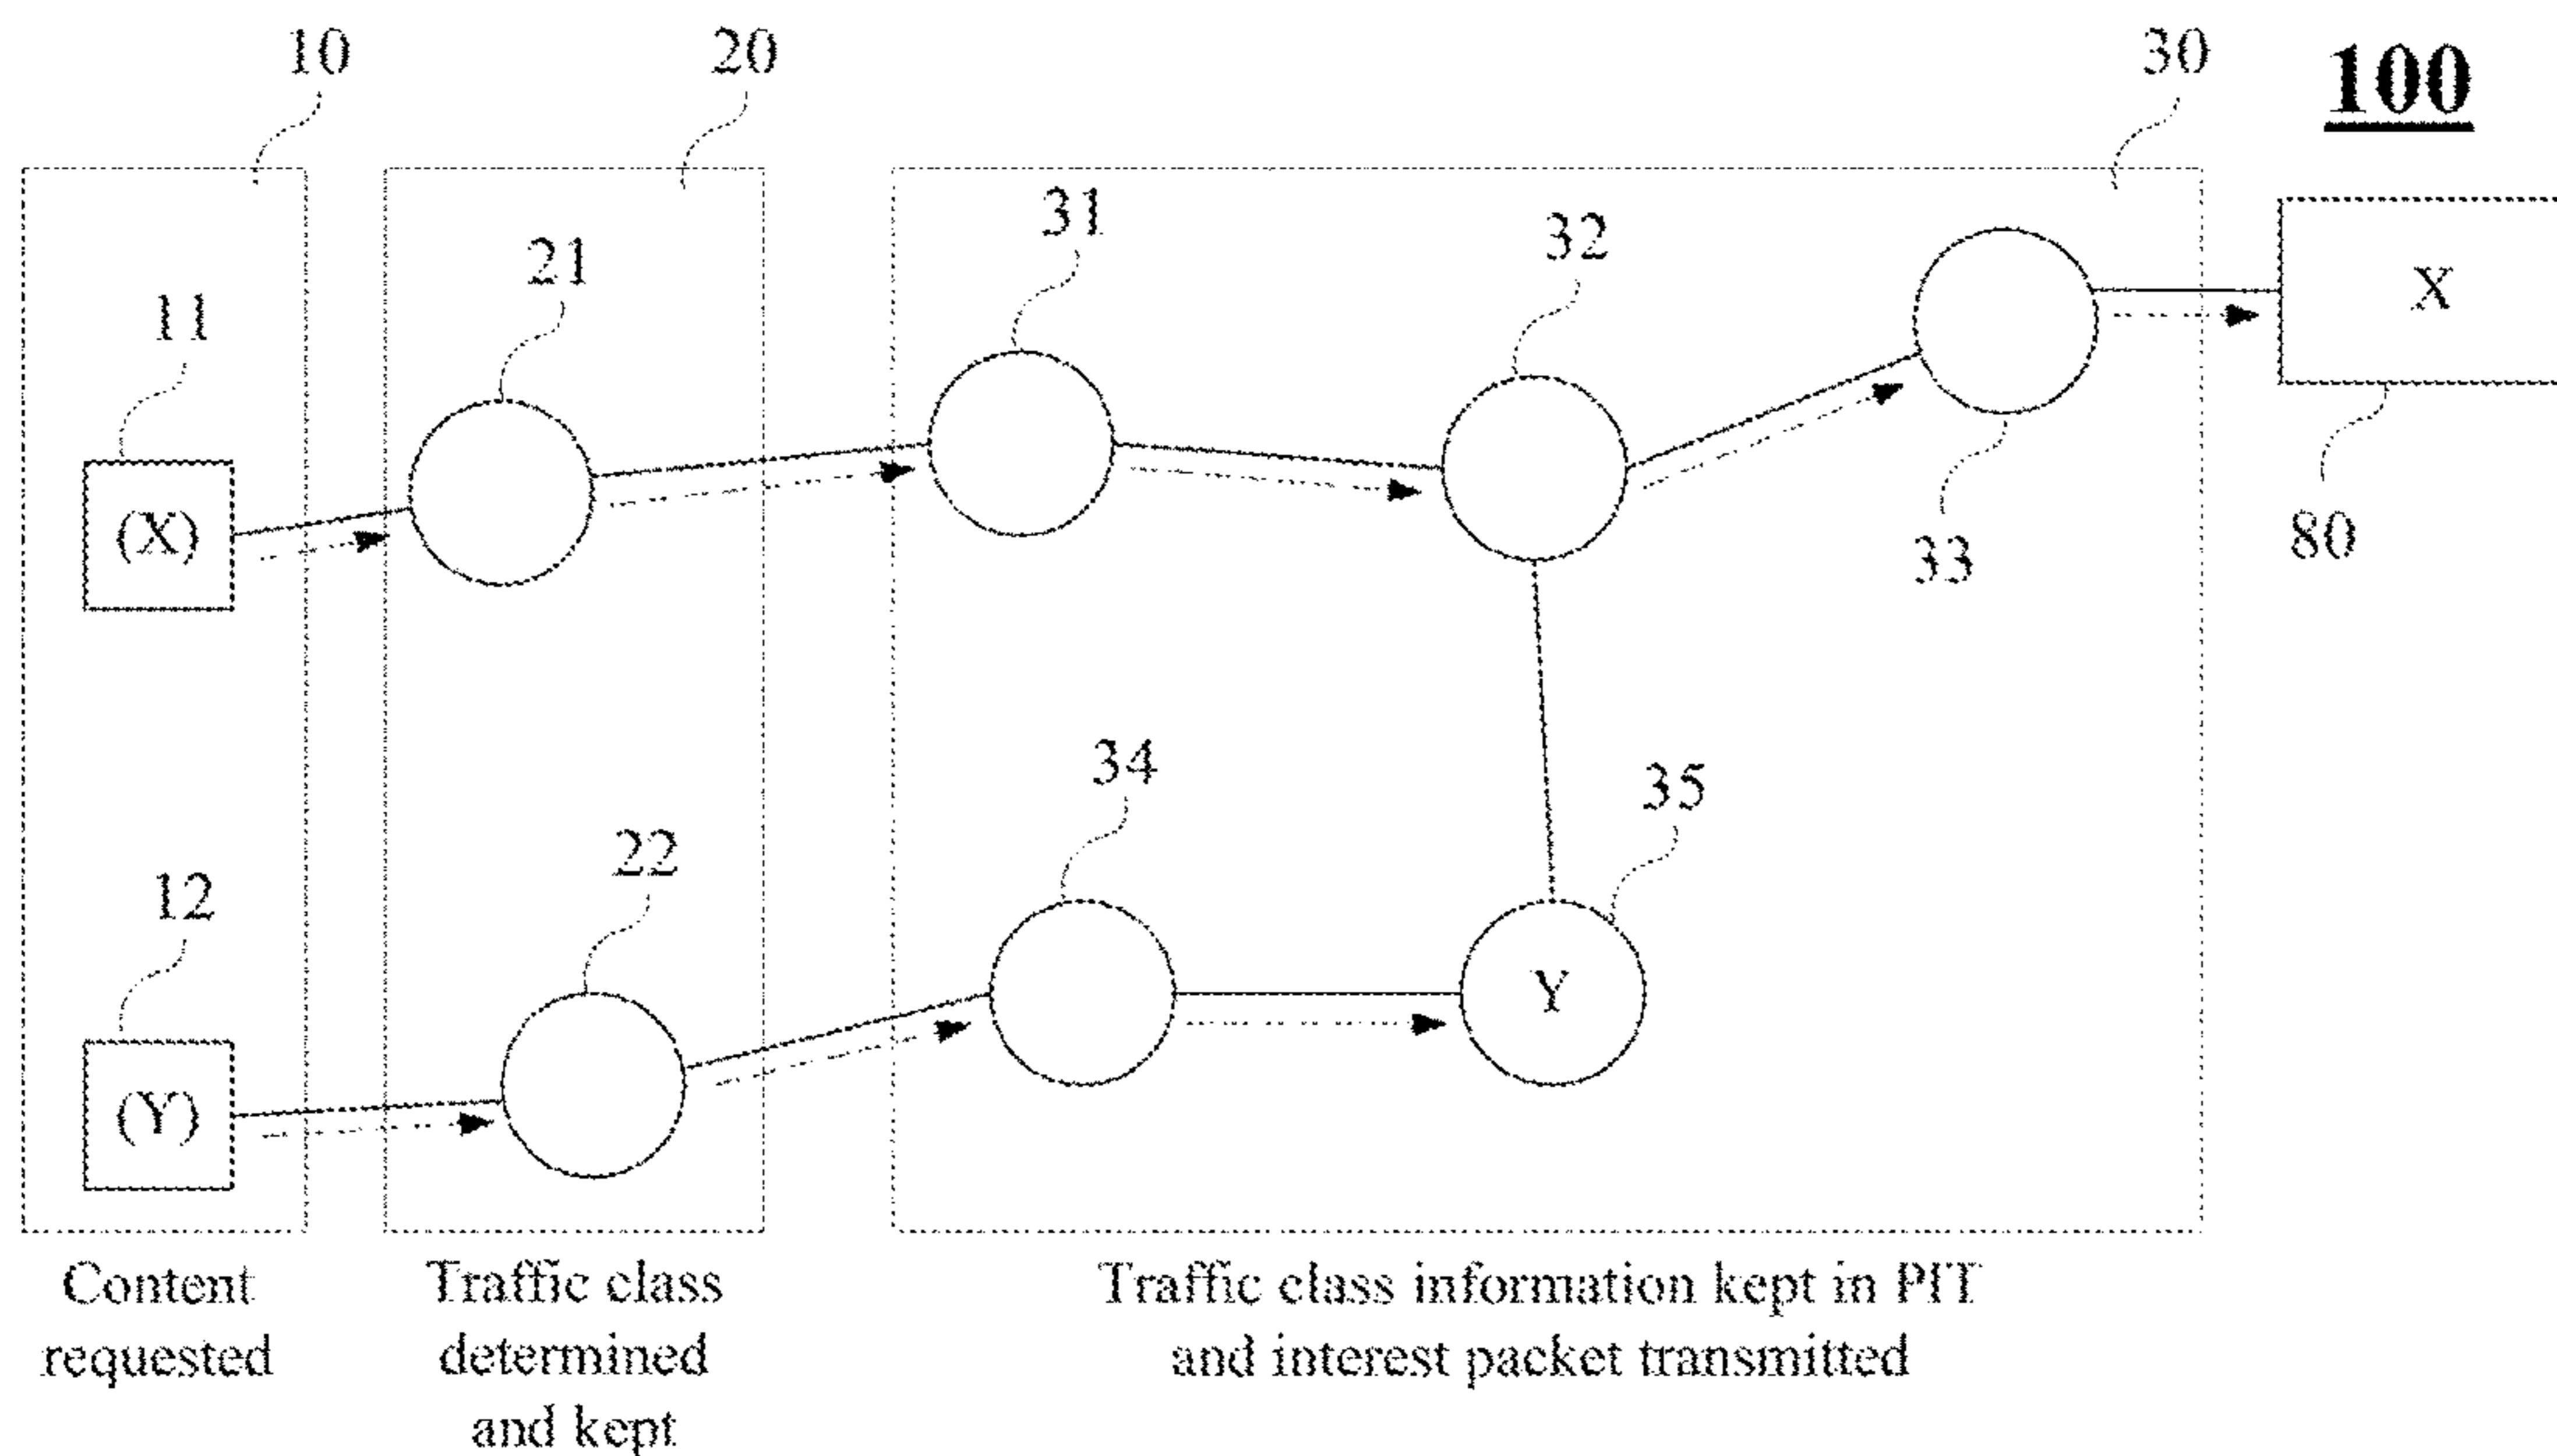 10
20
30
100
11
21
31
32
X
(X)
33
80
12
22
34
35
(Y)
Y
Content
requested
Traffic class
determined
and kept
Traffic class information kept in PIT
and interest packet transmitted